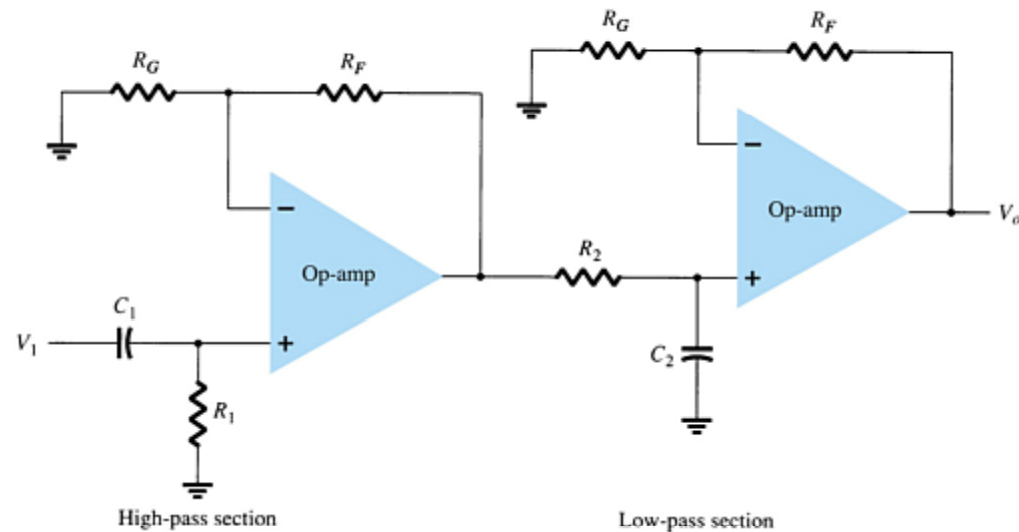 R_G
R_F
R_G
R_F
−
Op-amp
V_o
−
Op-amp
R_2
+
C_1
V_1
+
C_2
R_1
High-pass section
Low-pass section